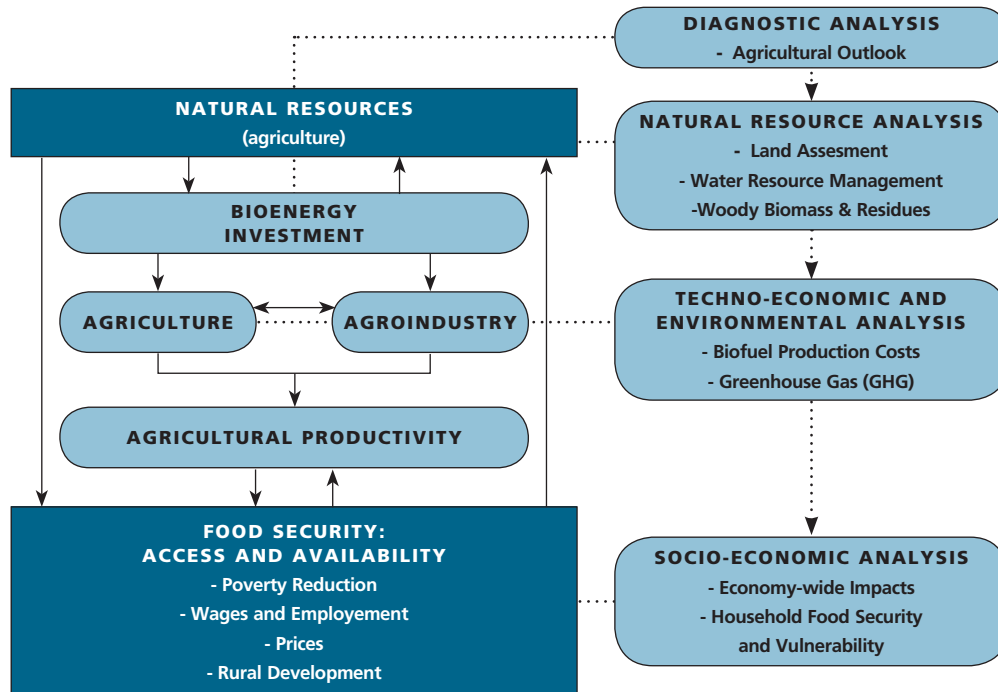 DIAGNOSTIC ANALYSIS
- Agricultural Outlook
NATURAL RESOURCES
(agriculture)
NATURAL RESOURCE ANALYSIS
- Land Assesment
- Water Resource Management
-Woody Biomass & Residues
BIOENERGY
INVESTMENT
AGRICULTURE
AGROINDUSTRY
TECHNO-ECONOMIC AND
ENVIRONMENTAL ANALYSIS
- Biofuel Production Costs
- Greenhouse Gas (GHG)
AGRICULTURAL PRODUCTIVITY
FOOD SECURITY:
ACCESS AND AVAILABILITY
- Poverty Reduction
- Wages and Employement
- Prices
- Rural Development
SOCIO-ECONOMIC ANALYSIS
- Economy-wide Impacts
- Household Food Security
and Vulnerability